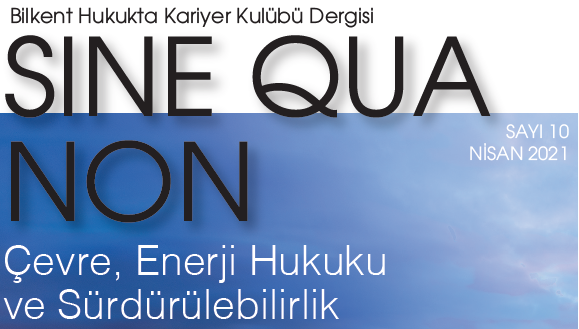 Bilkent Hukukta Kariyer Kulübü Dergisi
SINE QUA
NON
SAYI 10
NİSAN 2021
Çevre, Enerji Hukuku
ve Sürdürülebilirlik